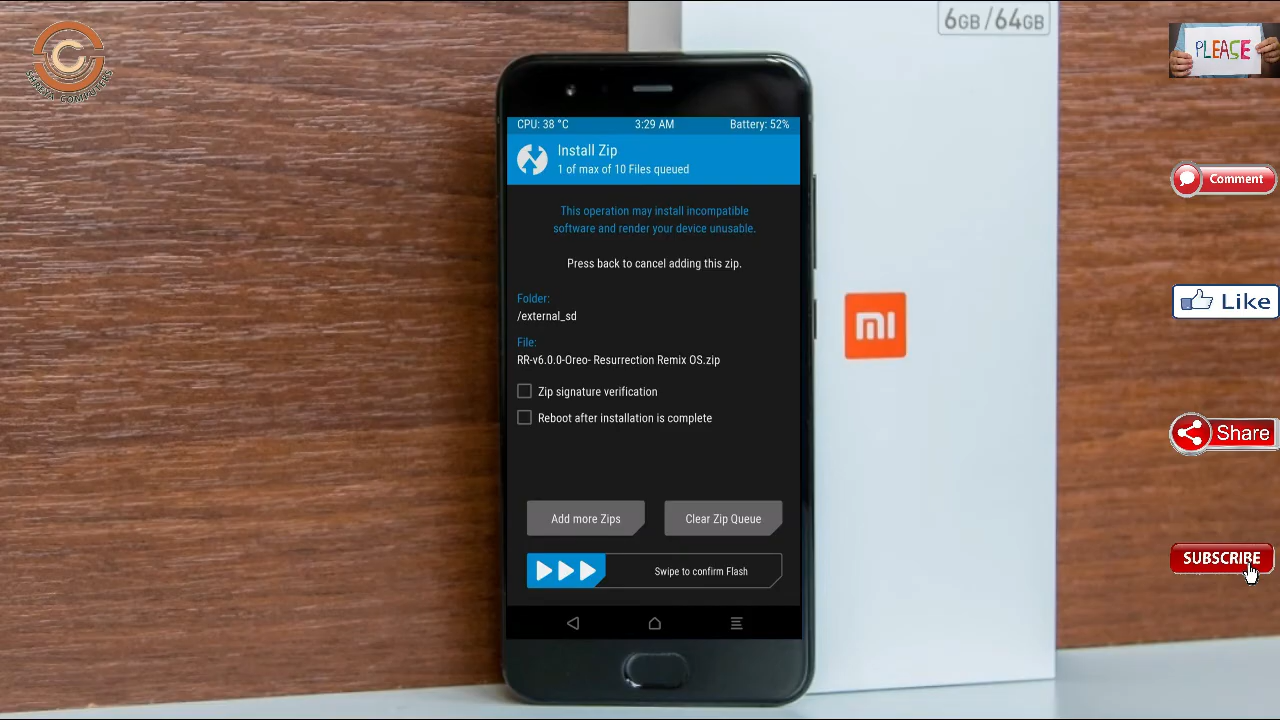 6GB/64GB
PLEASE
SHREYA COMPUTERS
CPU: 38 °C 3:29 AM Battery: 52%
Install Zip
1 of max of 10 Files queued
This operation may install incompatible
software and render your device unusable.
Press back to cancel adding this zip.
Folder:
/external_sd
File:
RR-v6.0.0-Oreo- Resurrection Remix OS.zip
Zip signature verification
Reboot after installation is complete
Add more Zips Clear Zip Queue
Swipe to confirm Flash
Comment
Like
Share
SUBSCRIBE